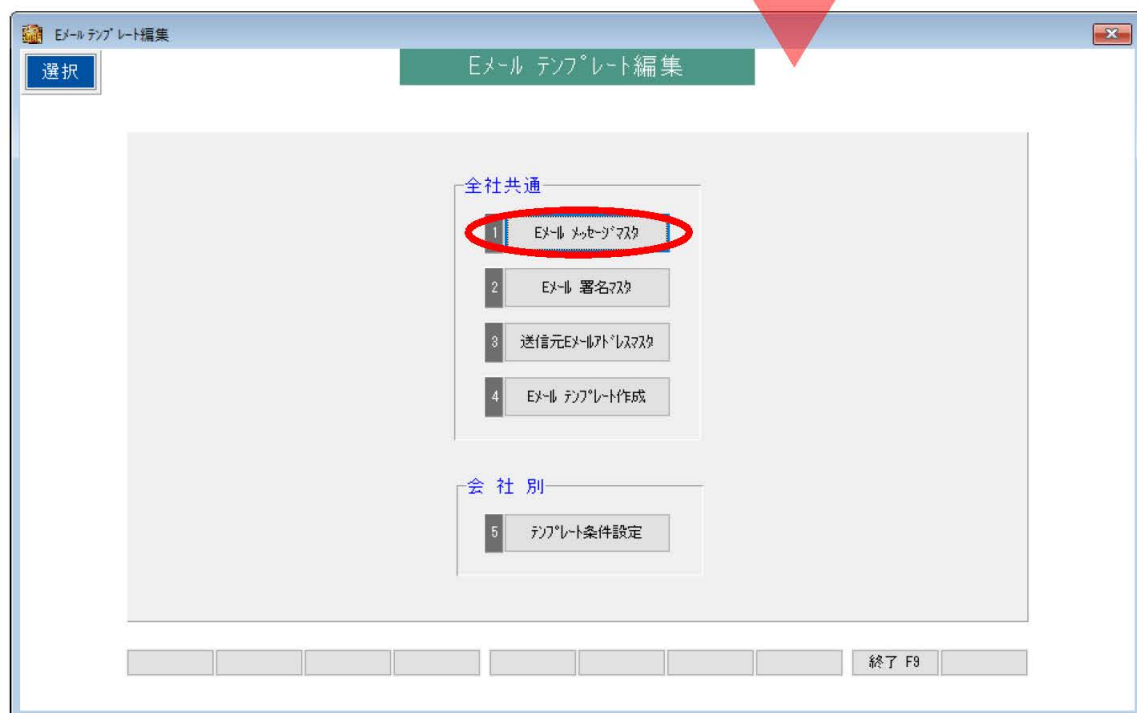 Eﾒｰﾙ ﾃﾝﾌﾟﾚｰﾄ編集
選択
Eメール テンプレート編集
全社共通
1 Eﾒｰﾙ ﾒｯｾｰｼﾞﾏｽﾀ
2 Eﾒｰﾙ 署名ﾏｽﾀ
3 送信元Eﾒｰﾙｱﾄﾞﾚｽﾏｽﾀ
4 Eﾒｰﾙ ﾃﾝﾌﾟﾚｰﾄ作成
会 社 別
5 ﾃﾝﾌﾟﾚｰﾄ条件設定
終了 F9